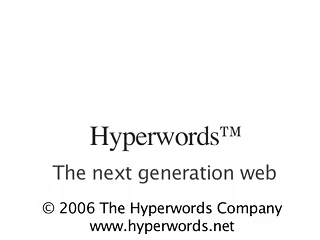 Hyperwords™
The next generation web
© 2006 The Hyperwords Company
www.hyperwords.net